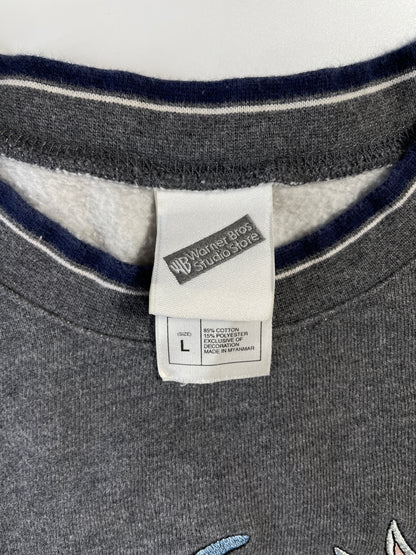 WB Warner Bros
Studio Store
(SIZE)
L
85% COTTON
15% POLYESTER
EXCLUSIVE OF
DECORATION
MADE IN MYANMAR